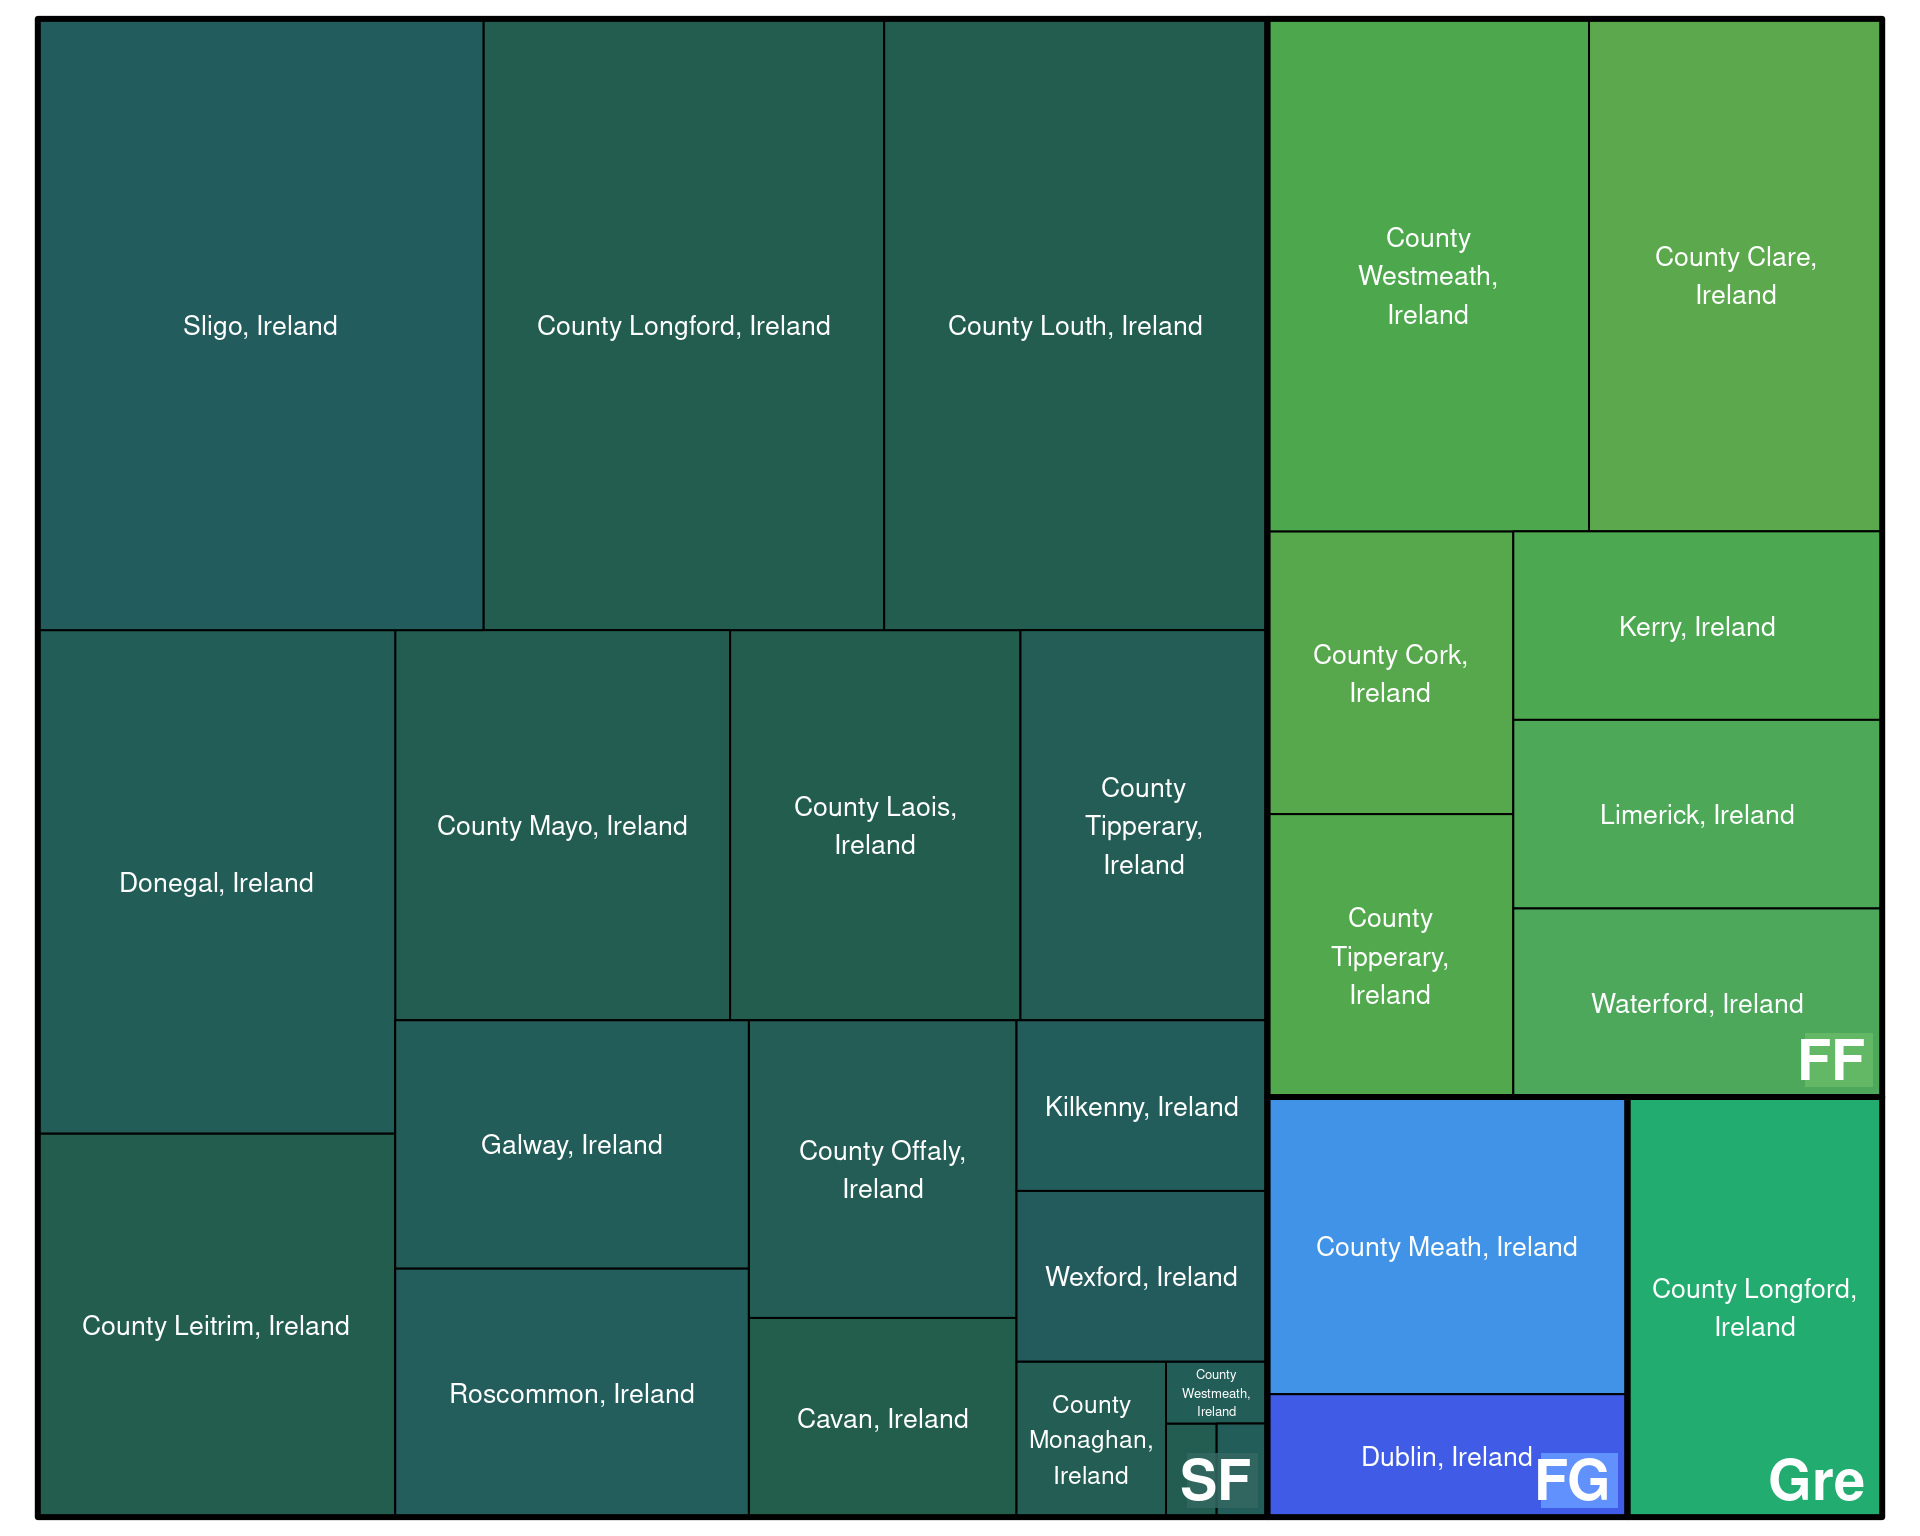 Sligo, Ireland
County Longford, Ireland
County Louth, Ireland
Donegal, Ireland
County Mayo, Ireland
County Laois,
Ireland
County
Tipperary,
Ireland
County Leitrim, Ireland
Galway, Ireland
Roscommon, Ireland
County Offaly,
Ireland
Cavan, Ireland
Kilkenny, Ireland
Wexford, Ireland
County
Monaghan,
Ireland
County
Westmeath,
Ireland
SF
County
Westmeath,
Ireland
County Clare,
Ireland
County Cork,
Ireland
County
Tipperary,
Ireland
Kerry, Ireland
Limerick, Ireland
Waterford, Ireland
FF
County Meath, Ireland
Dublin, Ireland
FG
County Longford,
Ireland
Gre